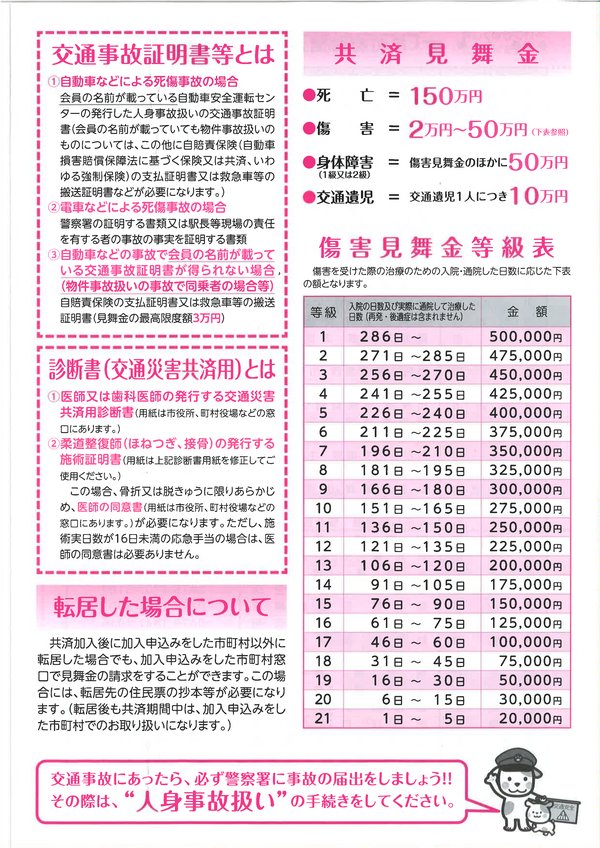 交通事故証明書等とは
①自動車などによる死傷事故の場合
会員の名前が載っている自動車安全運転セン
ターの発行した人身事故扱いの交通事故証明
書(会員の名前が載っていても物件事故扱いの
ものについては、この他に自賠責保険(自動車
損害賠償保障法に基づく保険又は共済、いわ
ゆる強制保険)の支払証明書又は救急車等の
搬送証明書などが必要になります。)
②電車などによる死傷事故の場合
警察署の証明する書類又は駅長等現場の責任
を有する者の事故の事実を証明する書類
③自動車などの事故で会員の名前が載って
いる交通事故証明書が得られない場合,
(物件事故扱いの事故で同乗者の場合等)
自賠責保険の支払証明書又は救急車等の搬送
証明書(見舞金の最高限度額3万円)
診断書(交通災害共済用)とは
①医師又は歯科医師の発行する交通災害
共済用診断書(用紙は市役所、町村役場などの窓
口にあります。)
②柔道整復師(ほねつぎ、接骨)の発行する
施術証明書(用紙は上記診断書用紙を修正してご
使用ください。)
この場合、骨折又は脱きゅうに限りあらかじ
め、医師の同意書(用紙は市役所、町村役場などの
窓口にあります。)が必要になります。ただし、施
術実日数が16日未満の応急手当の場合は、医
師の同意書は必要ありません。
転居した場合について
共済加入後に加入申込みをした市町村以外に
転居した場合でも、加入申込みをした市町村窓
口で見舞金の請求をすることができます。この場
合には、転居先の住民票の抄本等が必要になりま
す。(転居後も共済期間中は、加入申込みをし
た市町村でのお取り扱いになります。)
共済見舞金
●死 亡 = 150万円
●傷 害 = 2万円~50万円(下表参照)
●身体障害 = 傷害見舞金のほかに50万円
(1級又は2級)
●交通遺児 = 交通遺児1人につき10万円
傷害見舞金等級表
傷害を受けた際の治療のための入院・通院した日数に応じた下表
の額となります。
等級 入院の日数及び実際に通院して治療した日数(再発・後遺症は含まれません) 金額
1 286日~ 500,000円
2 271日~285日 475,000円
3 256日~270日 450,000円
4 241日~255日 425,000円
5 226日~240日 400,000円
6 211日~225日 375,000円
7 196日~210日 350,000円
8 181日~195日 325,000円
9 166日~180日 300,000円
10 151日~165日 275,000円
11 136日~150日 250,000円
12 121日~135日 225,000円
13 106日~120日 200,000円
14 91日~105日 175,000円
15 76日~ 90日 150,000円
16 61日~ 75日 125,000円
17 46日~ 60日 100,000円
18 31日~ 45日 75,000円
19 16日~ 30日 50,000円
20 6日~ 15日 30,000円
21 1日~ 5日 20,000円
交通事故にあったら、必ず警察署に事故の届出をしましょう!!
その際は、“人身事故扱い”の手続きをしてください。
交通安全